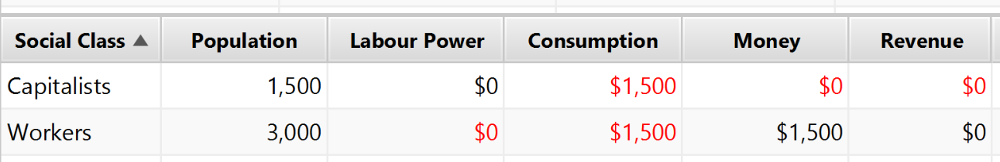 Social Class ▲ Population Labour Power Consumption Money Revenue
Capitalists 1,500 $0 $1,500 $0 $0
Workers 3,000 $0 $1,500 $1,500 $0